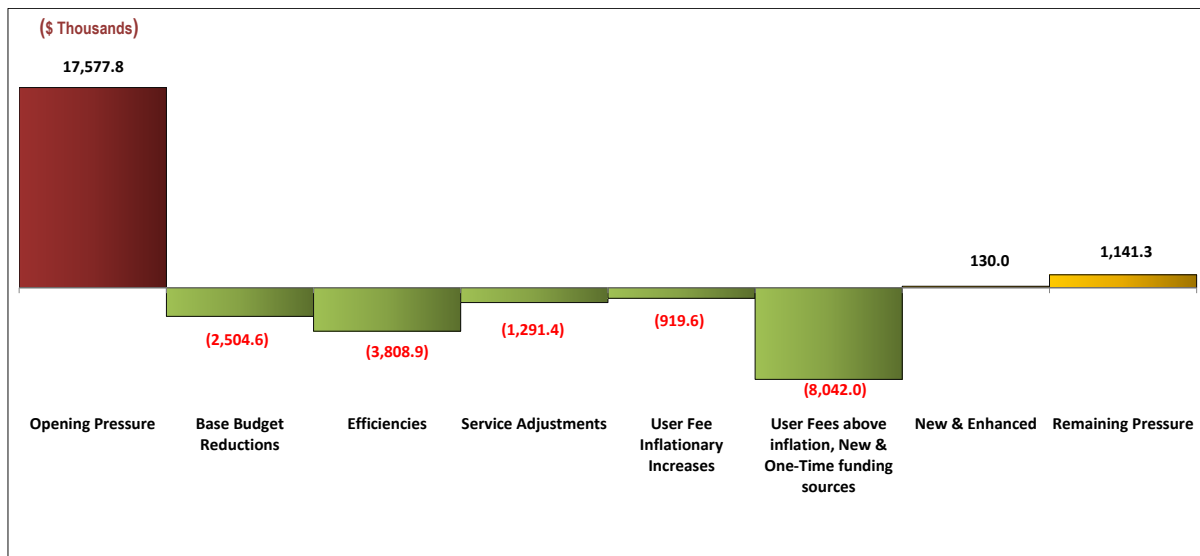 ($ Thousands)
17,577.8
130.0
1,141.3
(2,504.6)
(3,808.9)
(1,291.4)
(919.6)
(8,042.0)
Opening Pressure
Base Budget
Reductions
Efficiencies
Service Adjustments
User Fee
Inflationary
Increases
User Fees above
inflation, New &
One-Time funding
sources
New & Enhanced
Remaining Pressure